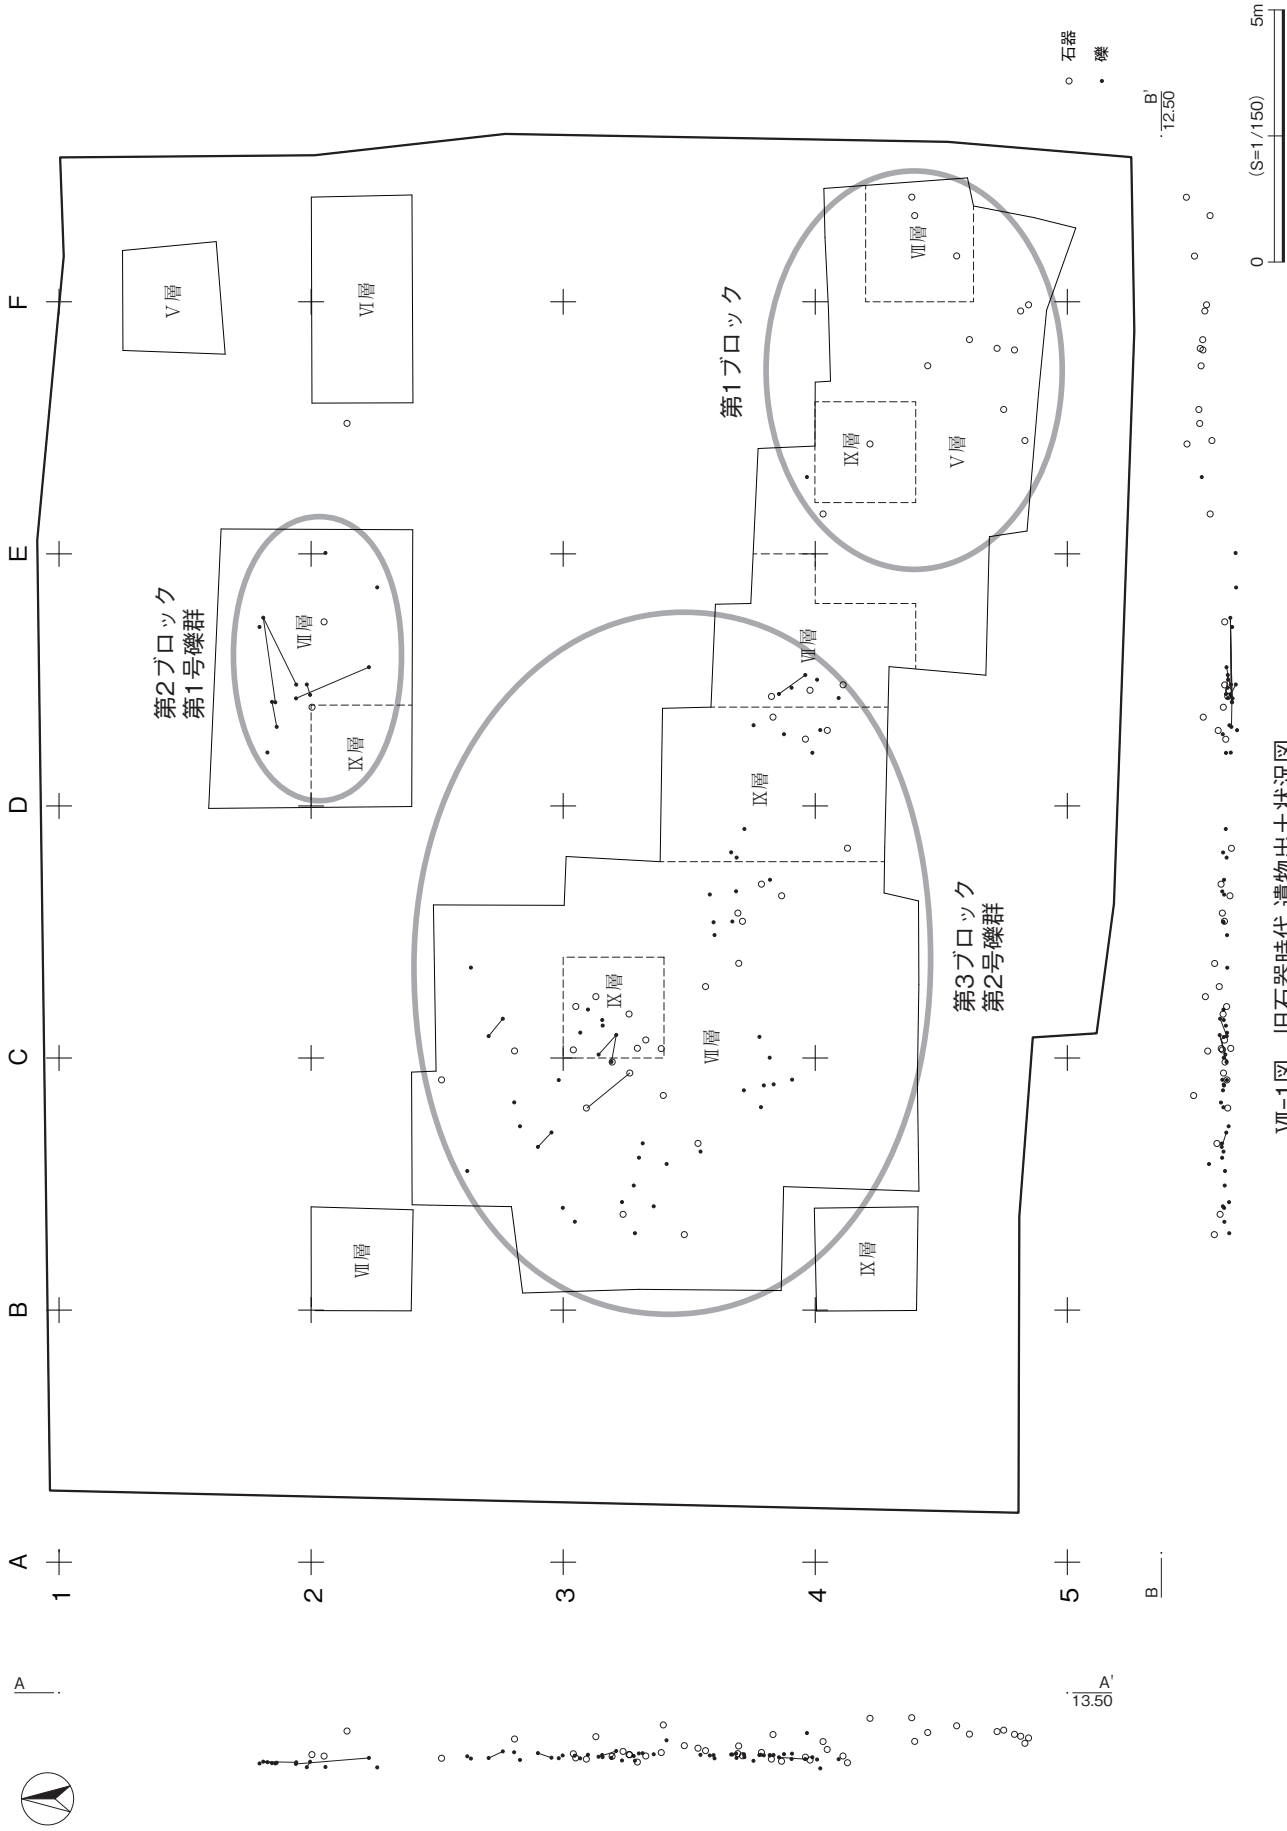 A
B
C
D
E
F
1
2
3
4
5
Ⅴ層
Ⅵ層
第2ブロック
第1号礫群
Ⅶ層
Ⅸ層
第1ブロック
Ⅶ層
Ⅸ層
Ⅴ層
Ⅶ層
Ⅸ層
Ⅸ層
Ⅶ層
第3ブロック
第2号礫群
Ⅶ層
Ⅸ層
石器
礫
A
A'
13.50
B
B'
12.50
0
(S=1/150)
5m
Ⅶ-1図 旧石器時代 遺物出土状況図